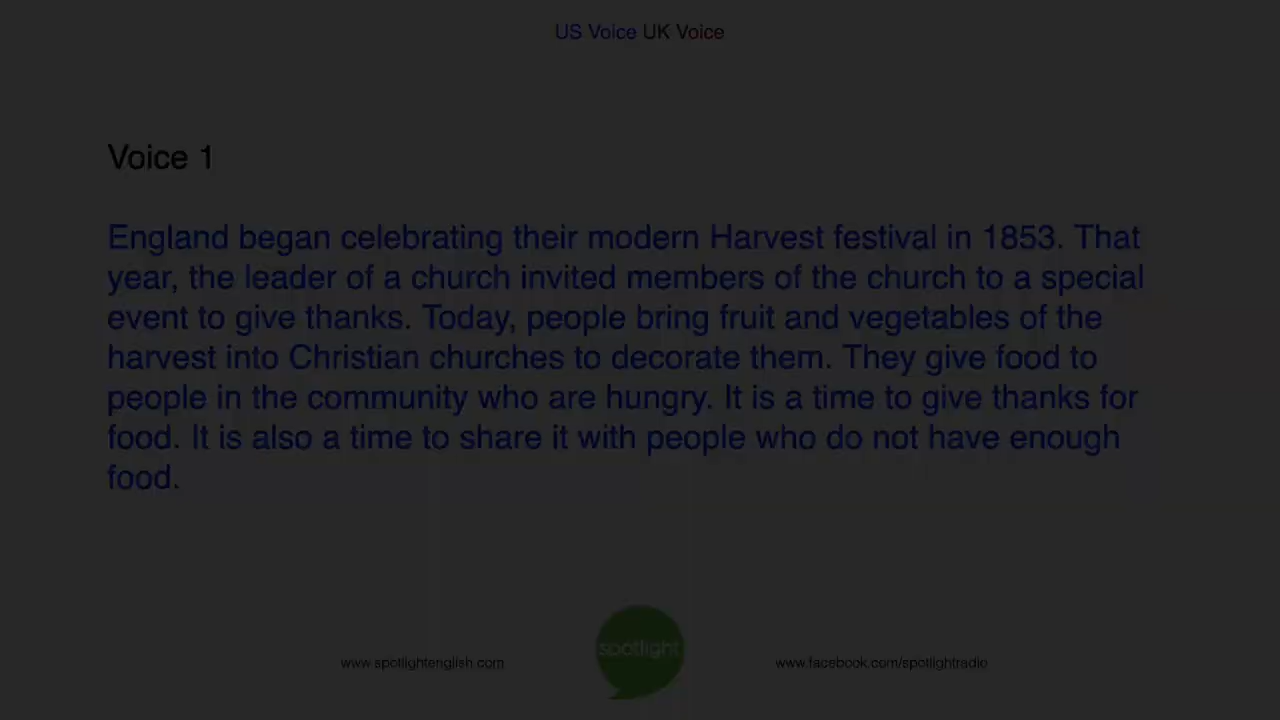 US Voice UK Voice
Voice 1
England began celebrating their modern Harvest festival in 1853. That
year, the leader of a church invited members of the church to a special
event to give thanks. Today, people bring fruit and vegetables of the
harvest into Christian churches to decorate them. They give food to
people in the community who are hungry. It is a time to give thanks for
food. It is also a time to share it with people who do not have enough
food.
spotlight
www.spotlightenglish.com www.facebook.com/spotlightradio